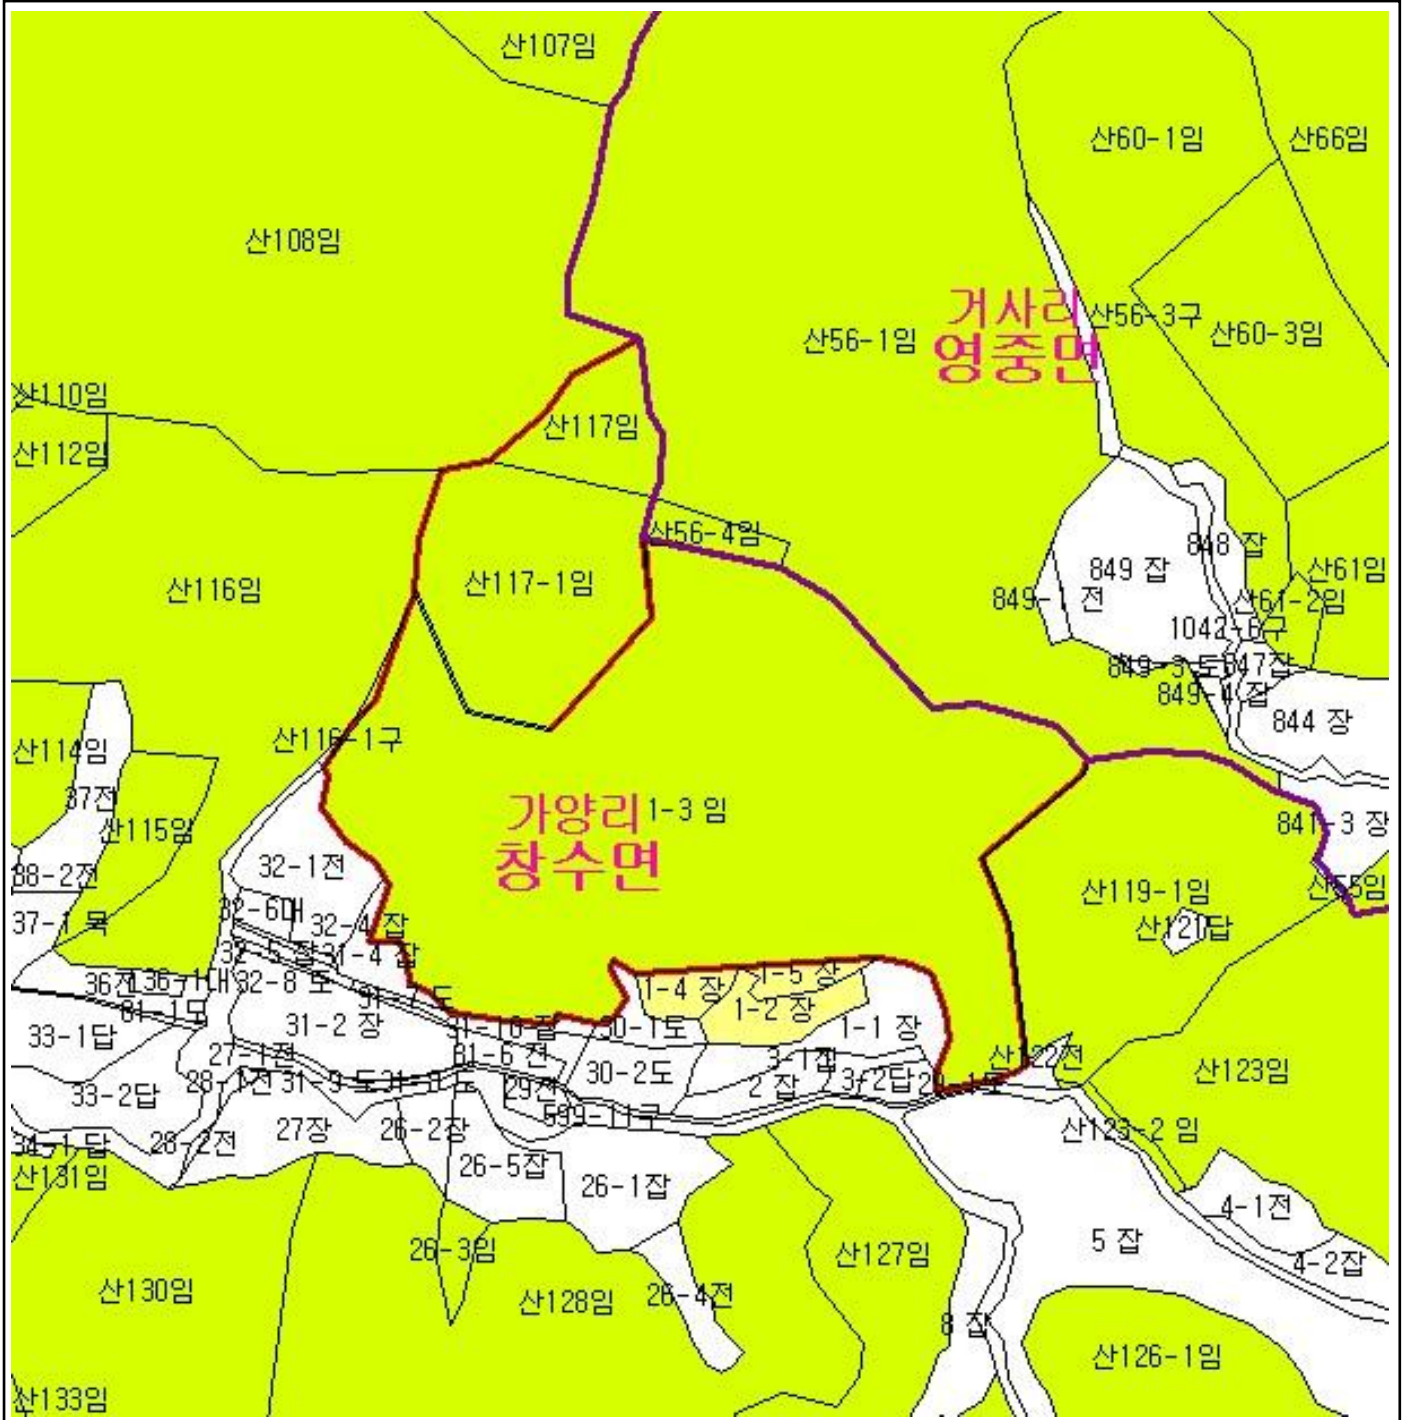 산107임
산60-1임
산66임
산108임
거사리
영중면
산56-3구
산60-3임
산56-1임
산110임
산117임
산112임
산56-4임
848 잡
849 잡
산61임
산117-1임
산116임
849-1 전
산61-2임
1042-6구
849-3 도
847잡
849-4 잡
844 장
산116-1구
산114임
37전
가양리
창수면
1-3 임
841-3 장
산115임
32-1전
38-2전
산119-1임
산55임
32-6대
37-1 목
32-4 잡
산121답
31-4 답
36전
136-1대
32-8 도
1-4 장
1-5 장
1-2 장
31-2 장
30-1도
1-1 장
33-1답
27-1전
31-6 전
3-1잡
산122전
28-1전
31-3 도
29전
30-2도
2 잡
3-2답
산123임
33-2답
599-11구
34-1 답
28-2전
27장
26-2장
산123-2 임
산131임
26-5잡
26-1잡
4-1전
26-3임
산127임
5 잡
4-2잡
산130임
산128임
26-4전
8 잡
산126-1임
산133임